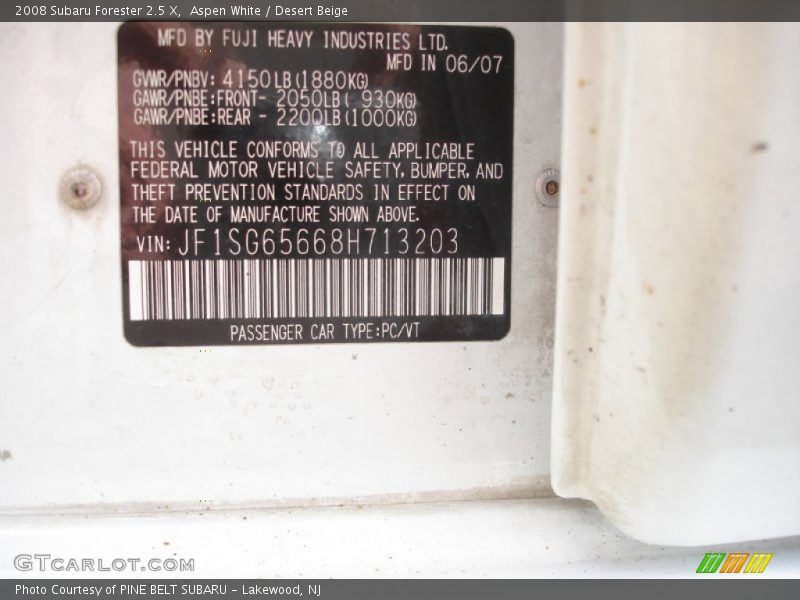 2008 Subaru Forester 2.5 X, Aspen White / Desert Beige
MFD BY FUJI HEAVY INDUSTRIES LTD.
MFD IN 06/07
GVWR/PNBV: 4150LB(1880KG)
GAWR/PNBE:FRONT- 2050LB( 930KG)
GAWR/PNBE:REAR - 2200LB(1000KG)
THIS VEHICLE CONFORMS TO ALL APPLICABLE
FEDERAL MOTOR VEHICLE SAFETY, BUMPER, AND
THEFT PREVENTION STANDARDS IN EFFECT ON
THE DATE OF MANUFACTURE SHOWN ABOVE.
VIN: JF1SG65668H713203
PASSENGER CAR TYPE:PC/VT
GTCARLOT.COM
Photo Courtesy of PINE BELT SUBARU - Lakewood, NJ